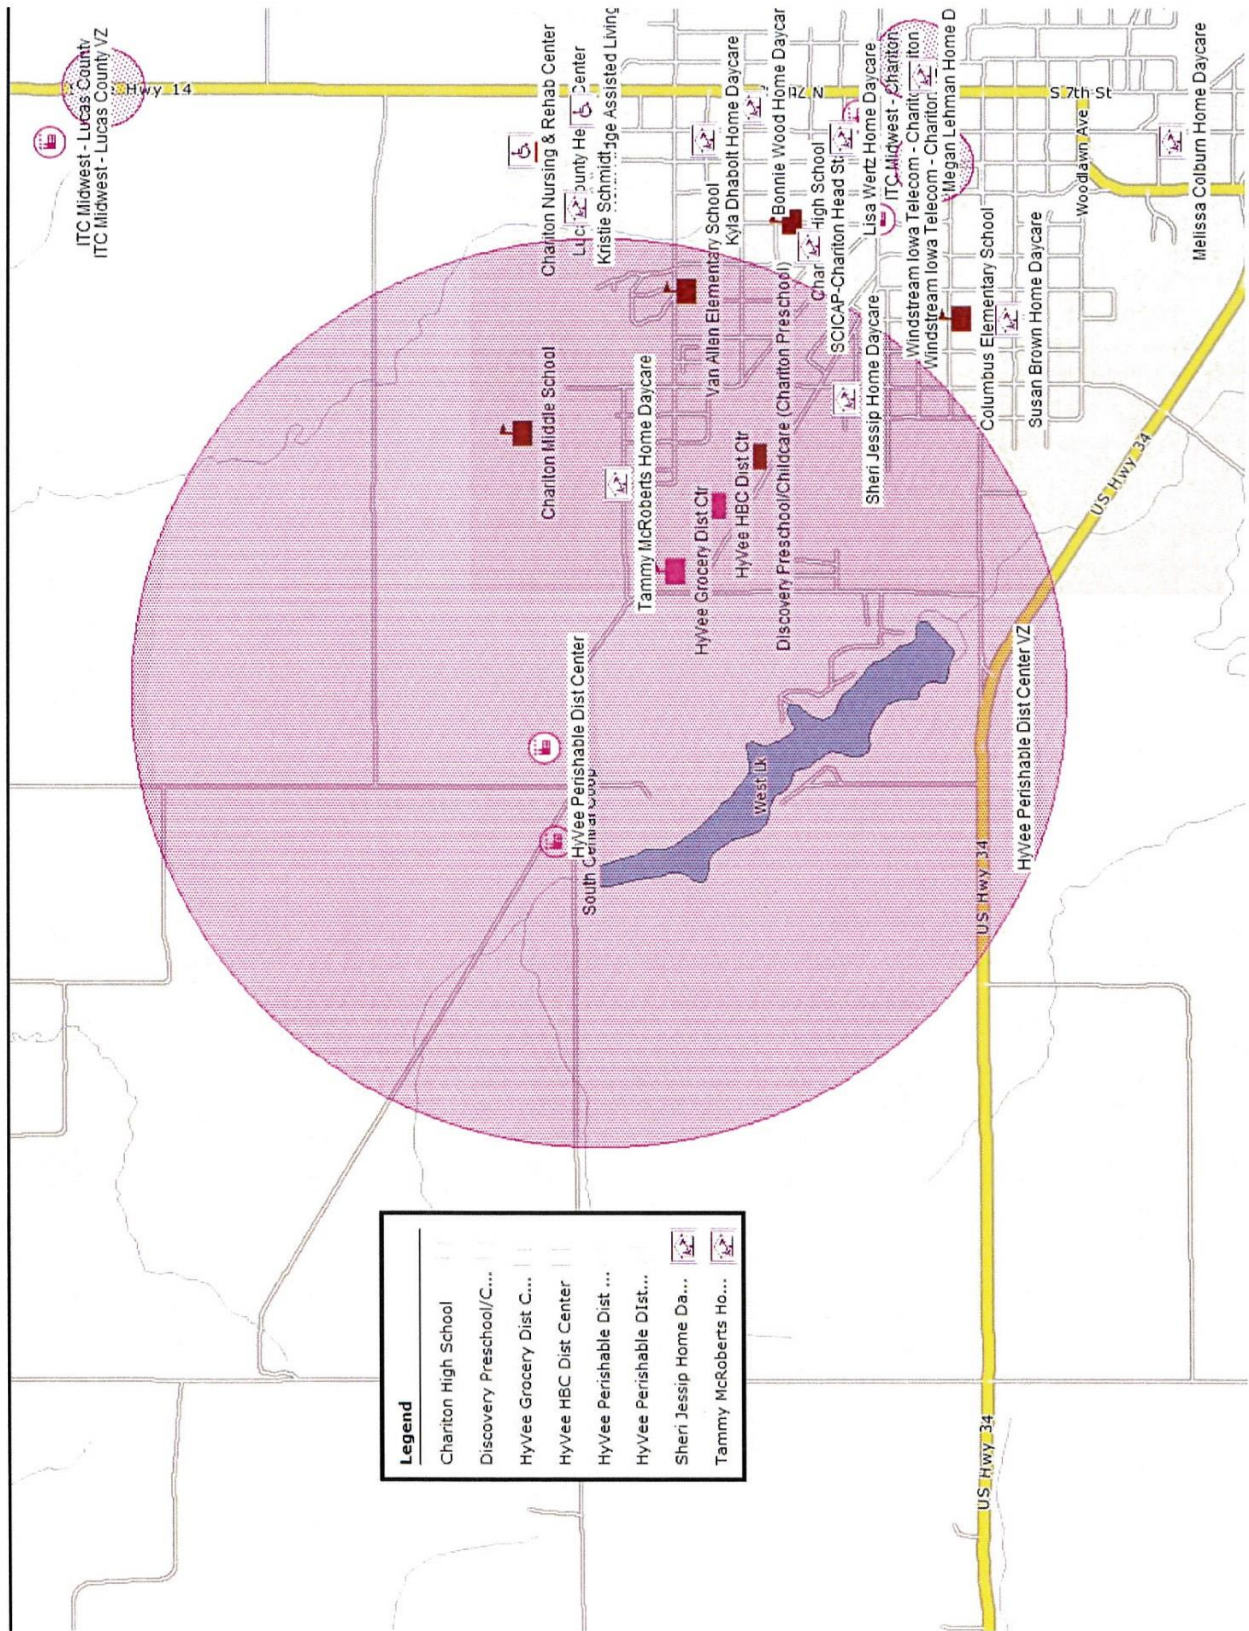 ITC Midwest - Lucas County
ITC Midwest - Lucas County VZ
Hwy 14
Chariton Nursing & Rehab Center
Center
Kristie Schmidt
dge Assisted Living
Van Allen Elementary School
Kyla Dhabolt Home Daycare
Bonnie Wood Home Daycar
High School
SCICAP-Chariton Head St
Lisa Wertz Home Daycare
ITC Midwest - Chariton
Windstream Iowa Telecom - Charit
Windstream Iowa Telecom - Chariton
Megan Lehman Home D
S 7th St
Woodlawn Ave
Melissa Colburn Home Daycare
Chariton Middle School
Tammy McRoberts Home Daycare
HyVee Grocery Dist Ctr
HyVee HBC Dist Ctr
Discovery Preschool/Childcare (Chariton Preschool)
Sheri Jessip Home Daycare
Columbus Elementary School
Susan Brown Home Daycare
US Hwy 34
HyVee Perishable Dist Center
South Central Coop
West Lk
HyVee Perishable Dist Center VZ
US Hwy 34
US Hwy 34
Legend
Chariton High School
Discovery Preschool/C...
HyVee Grocery Dist C...
HyVee HBC Dist Center
HyVee Perishable Dist ...
HyVee Perishable DIst...
Sheri Jessip Home Da...
Tammy McRoberts Ho...